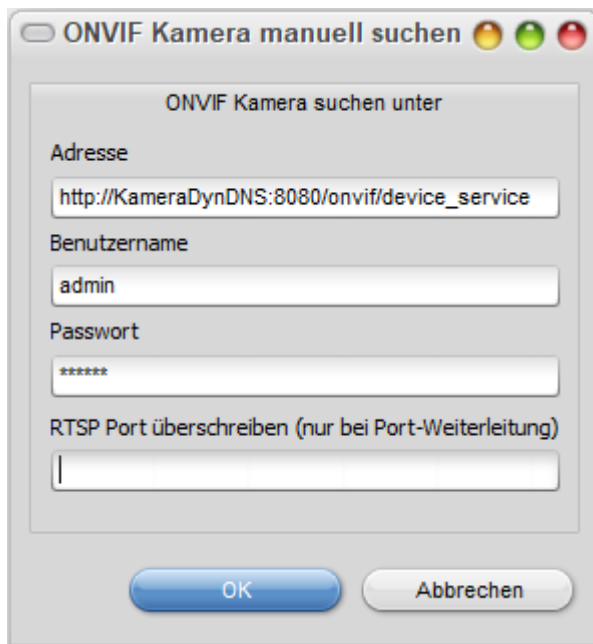 ONVIF Kamera manuell suchen
ONVIF Kamera suchen unter
Adresse
http://KameraDynDNS:8080/onvif/device_service
Benutzername
admin
Passwort
******
RTSP Port überschreiben (nur bei Port-Weiterleitung)
OK
Abbrechen